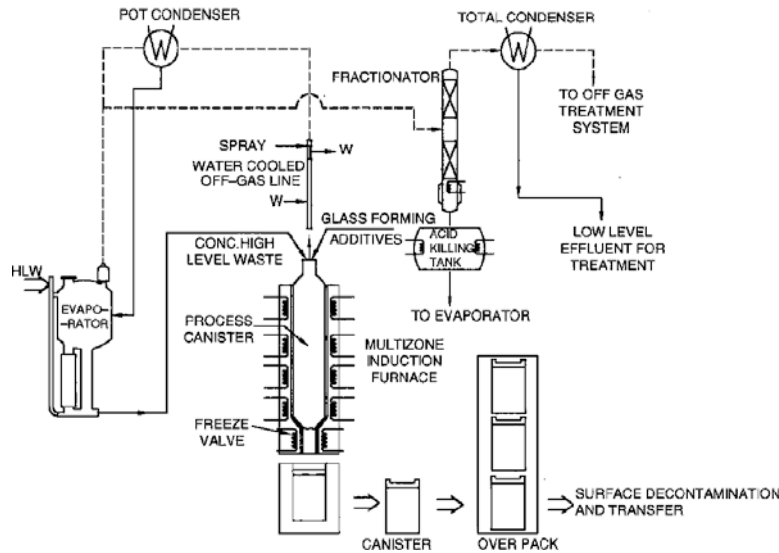 POT CONDENSER
W
TOTAL CONDENSER
W
FRACTIONATOR
TO OFF GAS
TREATMENT
SYSTEM
SPRAY
W
WATER COOLED
OFF-GAS LINE
W
GLASS FORMING
ADDITIVES
CONC.HIGH
LEVEL WASTE
ACID
KILLING
TANK
LOW LEVEL
EFFLUENT FOR
TREATMENT
HLW
EVAPO-
-RATOR
TO EVAPORATOR
PROCESS
CANISTER
MULTIZONE
INDUCTION
FURNACE
FREEZE
VALVE
CANISTER
OVER PACK
SURFACE DECONTAMINATION
AND TRANSFER